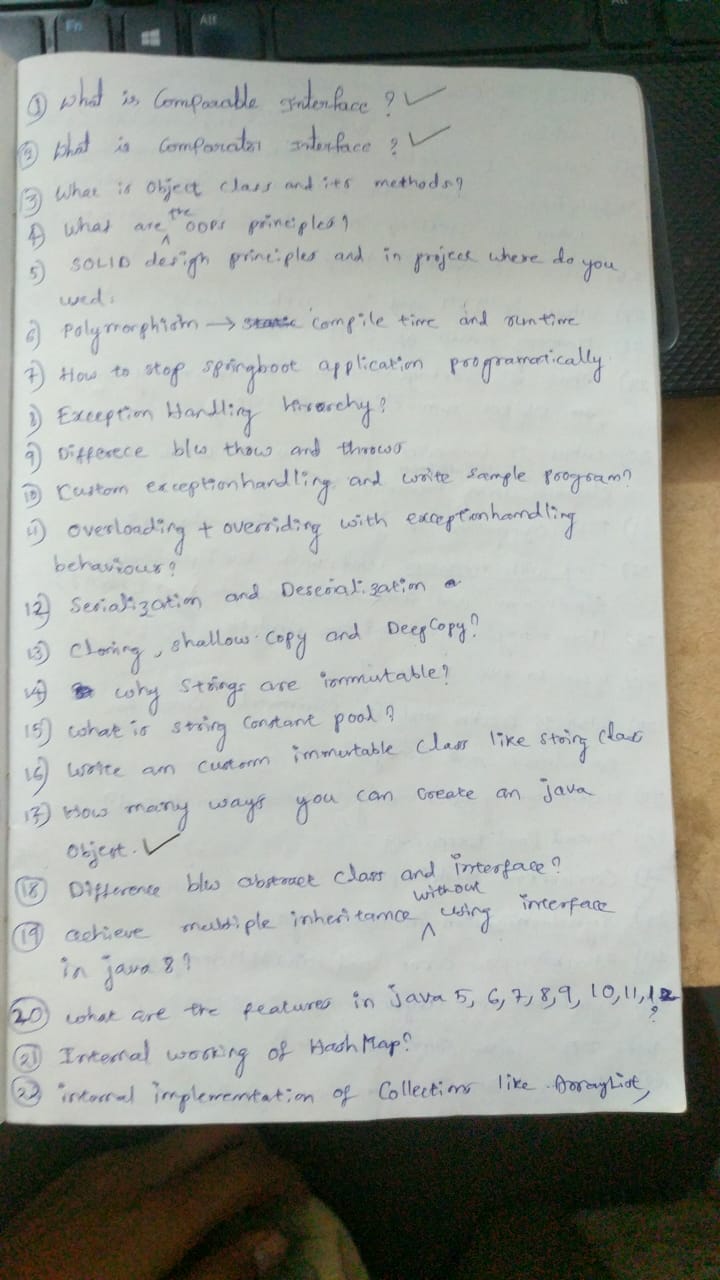 Fn
Alt
Alt
① What is Comparable Interface ? ✓
② What is Comparator Interface ? ✓
③ What is Object class and its methods?
4) What are the OOPs principles?
5) SOLID design principles and in project where do you
used.
6) Polymorphism → compile time and runtime
7) How to stop springboot application programatically
8) Exception Handling hirarchy?
9) Differece b/w thow and throws
10) Custom exceptionhandling and write sample program?
11) overloading + overriding with exceptionhandling
behaviour?
12) Serialization and Deserialization
13) Cloning, shallow copy and DeepCopy?
14) why Strings are immutable?
15) what is string constant pool?
16) Write an custom immutable class like string class
17) How many ways you can create an java
Object. ✓
⑱ Difference b/w abstract class and interface?
⑲ achieve multiple inheritance without using interface
in java 8?
⑳ what are the features in java 5, 6, 7, 8, 9, 10, 11, 12
?
㉑ Internal working of HashMap?
㉒ internal implementation of Collections like ArrayList,